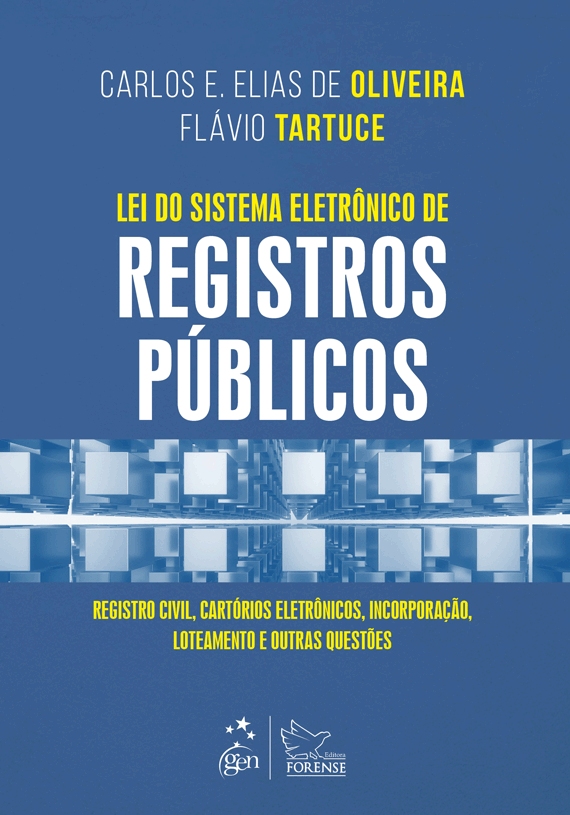 CARLOS E. ELIAS DE OLIVEIRA
FLÁVIO TARTUCE
LEI DO SISTEMA ELETRÔNICO DE
REGISTROS
PÚBLICOS
REGISTRO CIVIL, CARTÓRIOS ELETRÔNICOS, INCORPORAÇÃO,
LOTEAMENTO E OUTRAS QUESTÕES
gen
Editora
FORENSE